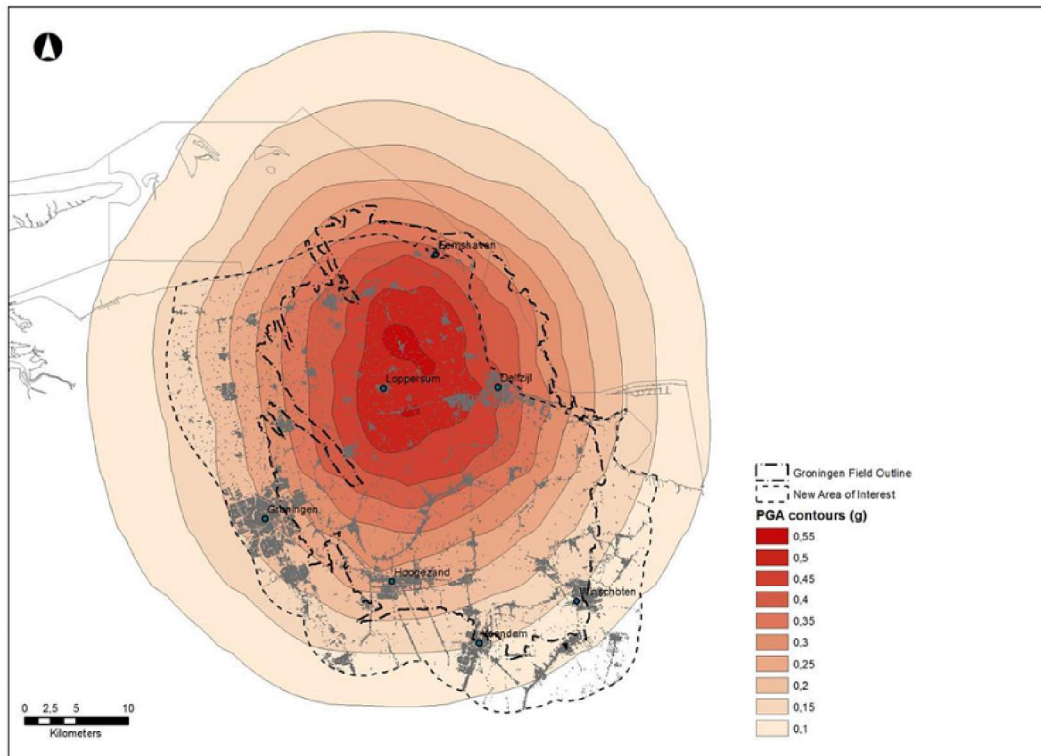 Eemshaven
Loppersum
Delfzijl
Groningen
Hoogezand
Winschoten
Veendam
Groningen Field Outline
New Area of Interest
PGA contours (g)
0,55
0,5
0,45
0,4
0,35
0,3
0,25
0,2
0,15
0,1
0 2,5 5 10
Kilometers